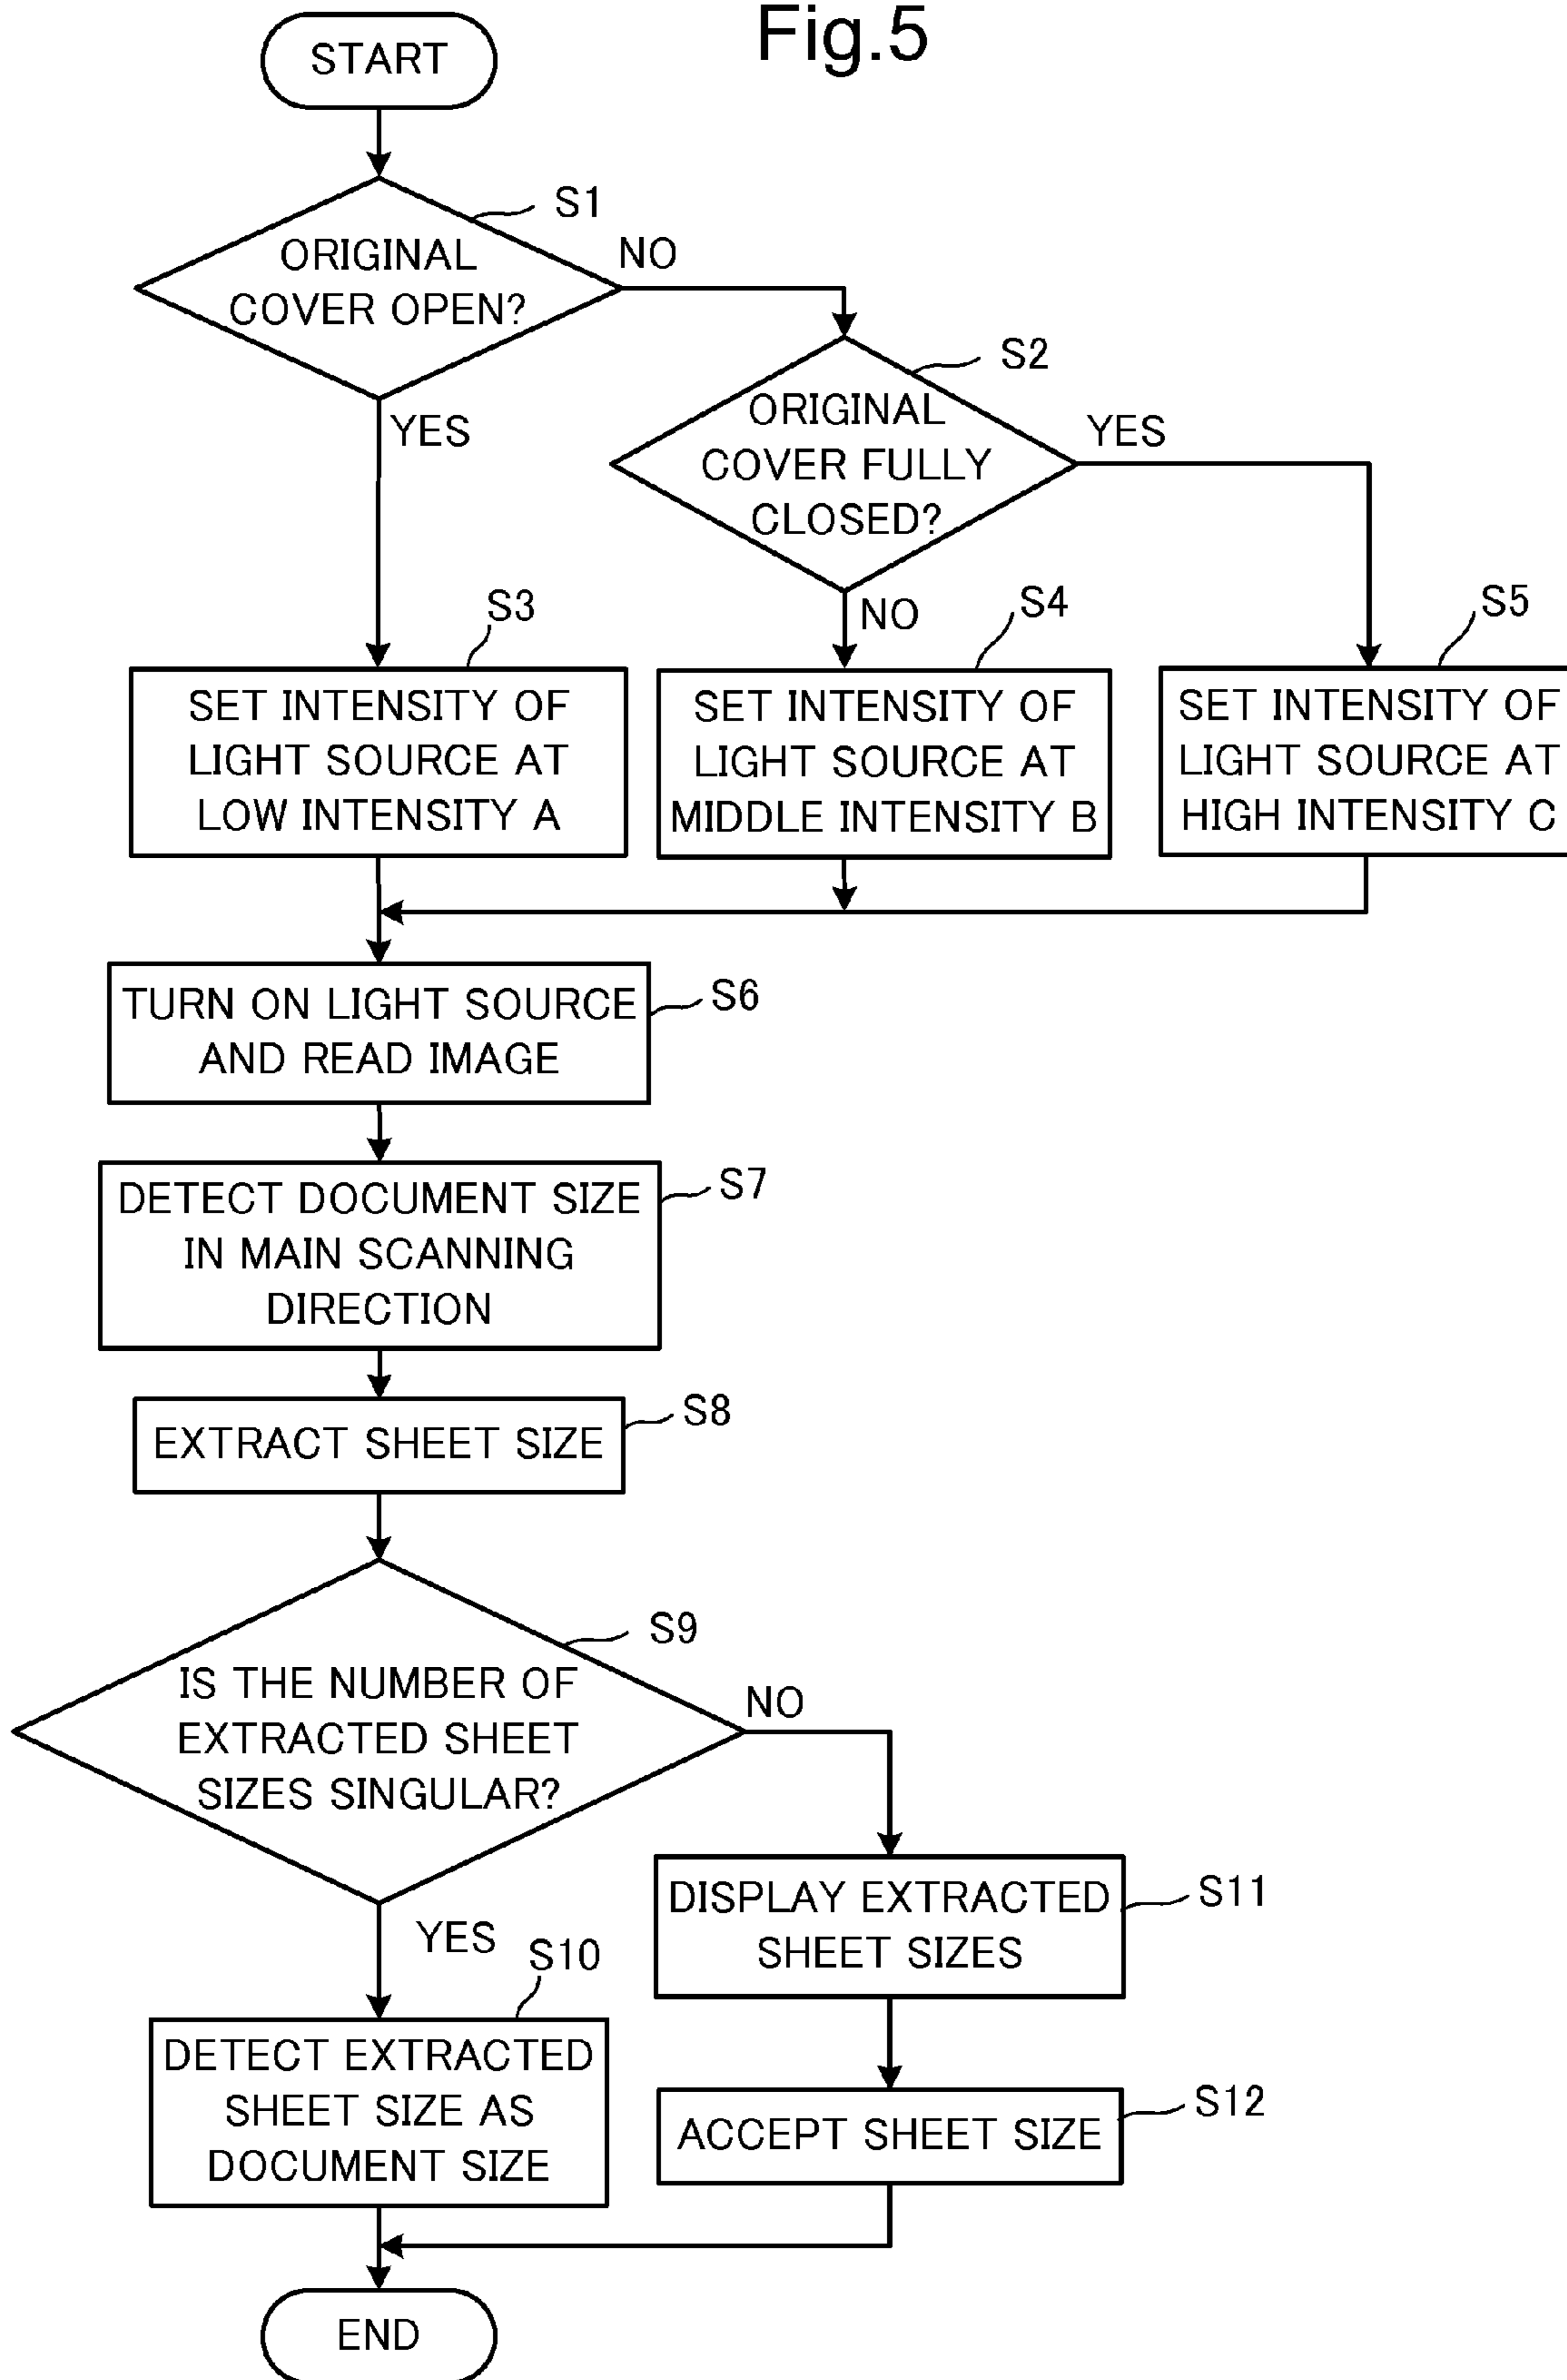 Fig.5
START
S1
ORIGINAL
COVER OPEN?
NO
YES
S2
ORIGINAL
COVER FULLY
CLOSED?
YES
NO
S3
SET INTENSITY OF
LIGHT SOURCE AT
LOW INTENSITY A
S4
SET INTENSITY OF
LIGHT SOURCE AT
MIDDLE INTENSITY B
S5
SET INTENSITY OF
LIGHT SOURCE AT
HIGH INTENSITY C
TURN ON LIGHT SOURCE
AND READ IMAGE
S6
DETECT DOCUMENT SIZE
IN MAIN SCANNING
DIRECTION
S7
EXTRACT SHEET SIZE
S8
S9
IS THE NUMBER OF
EXTRACTED SHEET
SIZES SINGULAR?
NO
YES
S10
DETECT EXTRACTED
SHEET SIZE AS
DOCUMENT SIZE
DISPLAY EXTRACTED
SHEET SIZES
S11
ACCEPT SHEET SIZE
S12
END